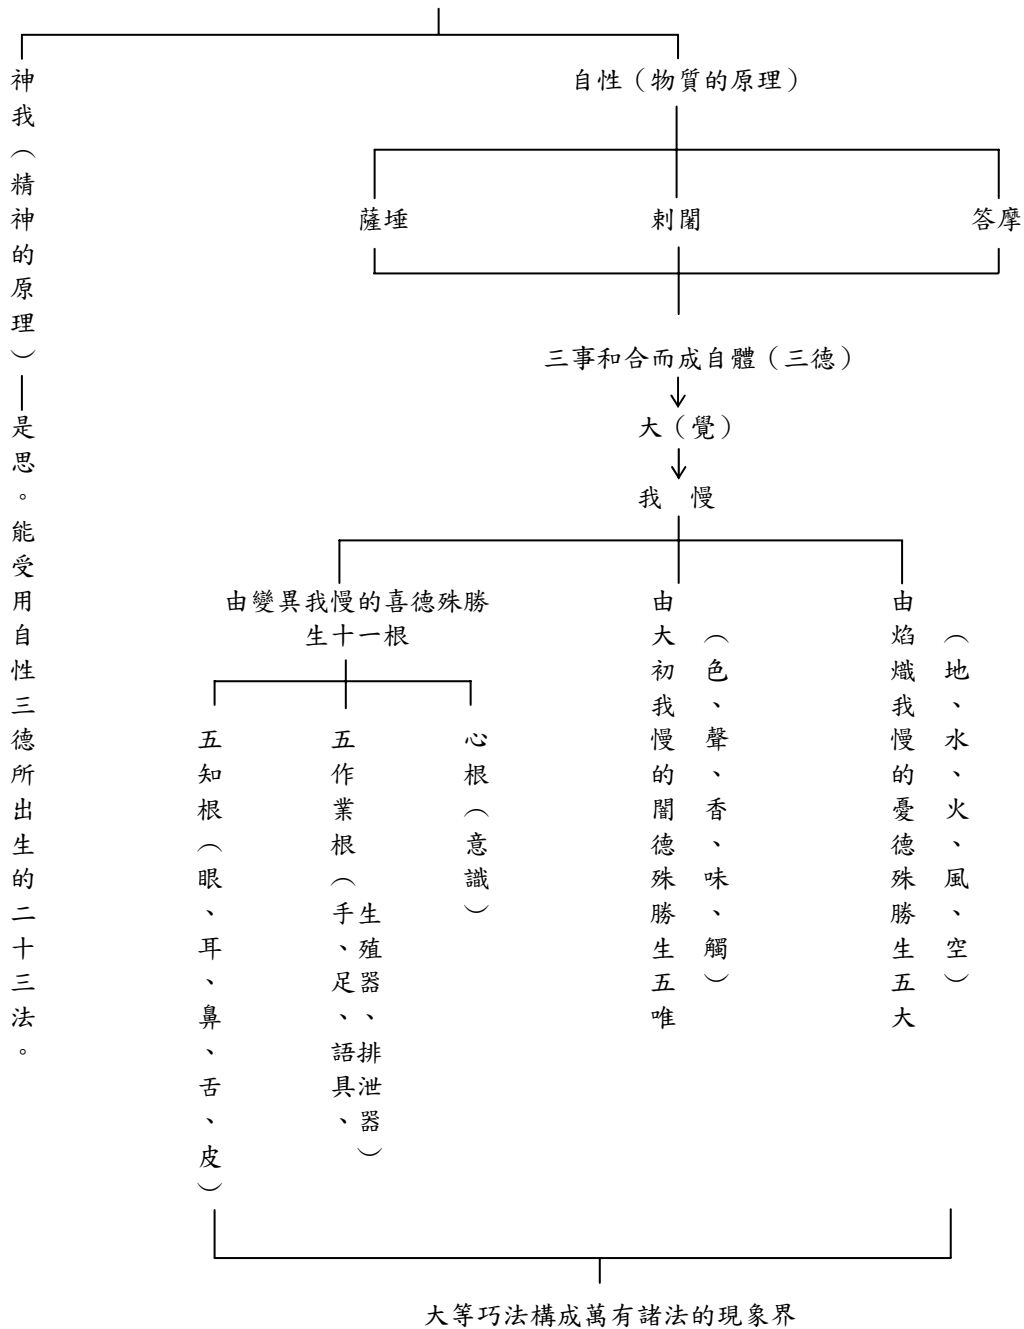 神我（精神的原理）──是思。能受用自性三德所出生的二十三法。
自性（物質的原理）
薩埵
剌闍
答摩
三事和合而成自體（三德）
大（覺）
我　慢
由變異我慢的喜德殊勝
生十一根
五知根（眼、耳、鼻、舌、皮）
五作業根（手、足、語具、
生殖器、排泄器）
心根（意識）
由大初我慢的闇德殊勝生五唯
（色、聲、香、味、觸）
由焰熾我慢的憂德殊勝生五大
（地、水、火、風、空）
大等巧法構成萬有諸法的現象界